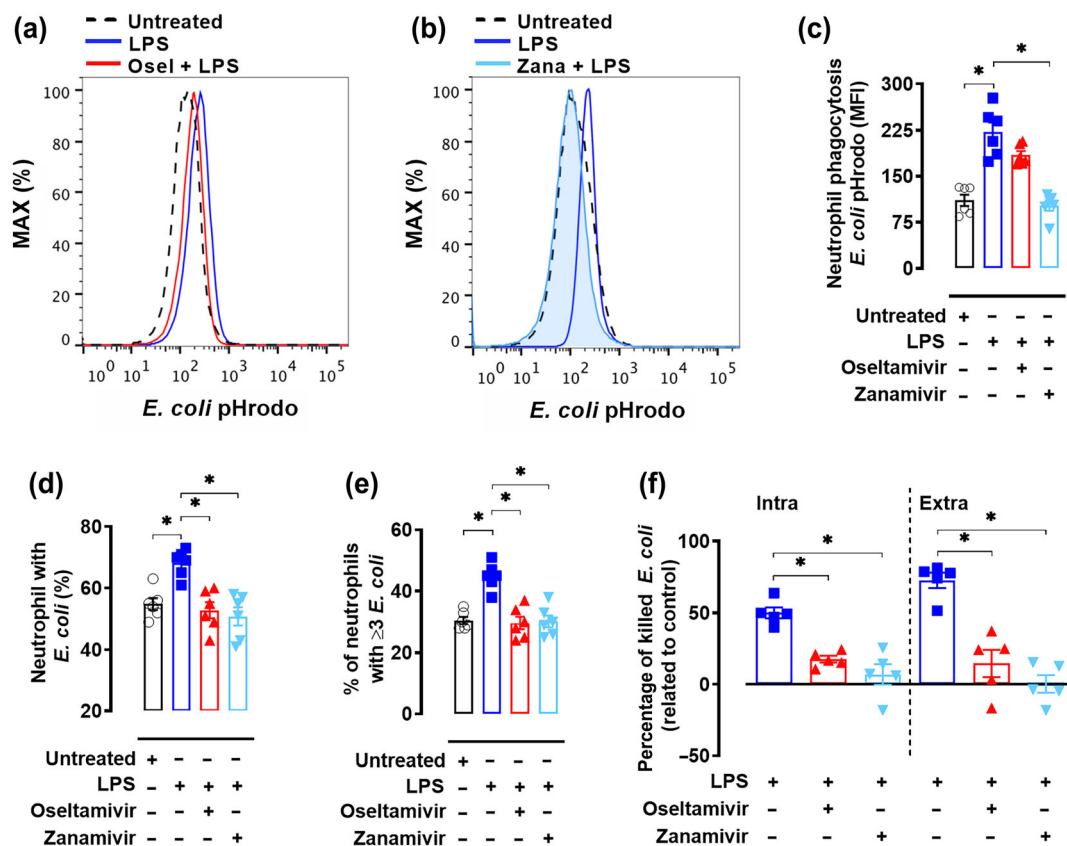 (a)
Untreated
LPS
Osel + LPS
MAX (%)
100
80
60
40
20
0
10⁰ 10¹ 10² 10³ 10⁴ 10⁵
E. coli pHrodo
(b)
Untreated
LPS
Zana + LPS
MAX (%)
100
80
60
40
20
0
10⁰ 10¹ 10² 10³ 10⁴ 10⁵
E. coli pHrodo
(c)
Neutrophil phagocytosis
E. coli pHrodo (MFI)
300
225
150
75
0
* *
Untreated + – – –
LPS – + + +
Oseltamivir – – + –
Zanamivir – – – +
(d)
Neutrophil with
E. coli (%)
80
60
40
20
* * *
Untreated + – – –
LPS – + + +
Oseltamivir – – + –
Zanamivir – – – +
(e)
% of neutrophils
with ≥3 E. coli
60
40
20
0
* * *
Untreated + – – –
LPS – + + +
Oseltamivir – – + –
Zanamivir – – – +
(f)
Intra Extra
Percentage of killed E. coli
(related to control)
100
50
0
−50
* * * *
LPS + + + + + +
Oseltamivir – + – – + –
Zanamivir – – + – – +